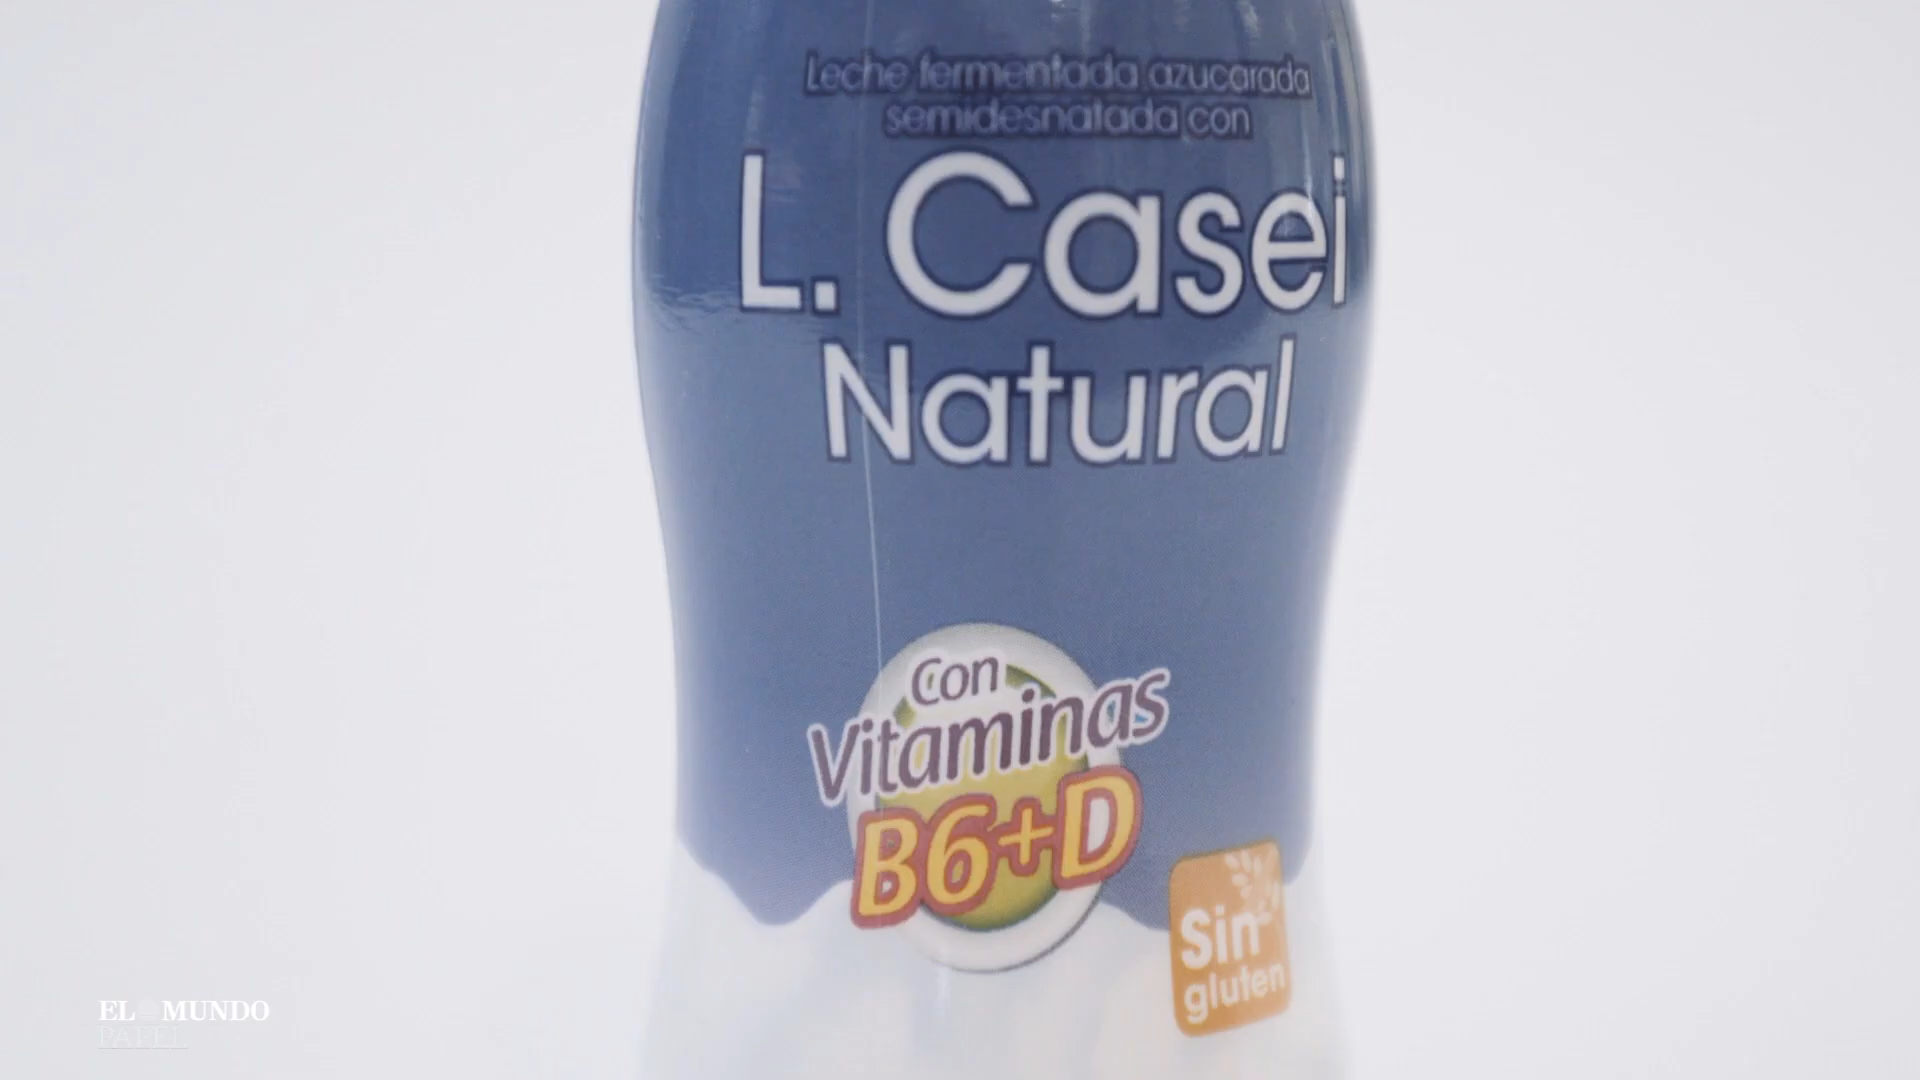 Leche fermentada azucarada
semidesnatada con
L. Casei
Natural
Con
Vitaminas
B6+D
Sin
gluten
EL MUNDO
PAPEL